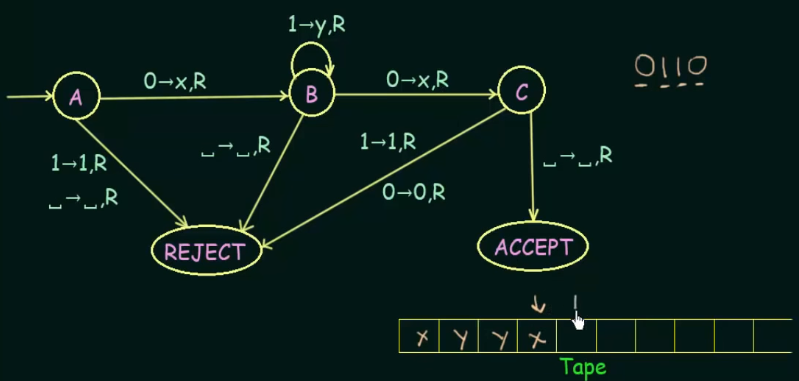 1→y,R
0→x,R
0→x,R
0110
A
B
C
1→1,R
␣→␣,R
␣→␣,R
1→1,R
0→0,R
␣→␣,R
REJECT
ACCEPT
x y y x
Tape